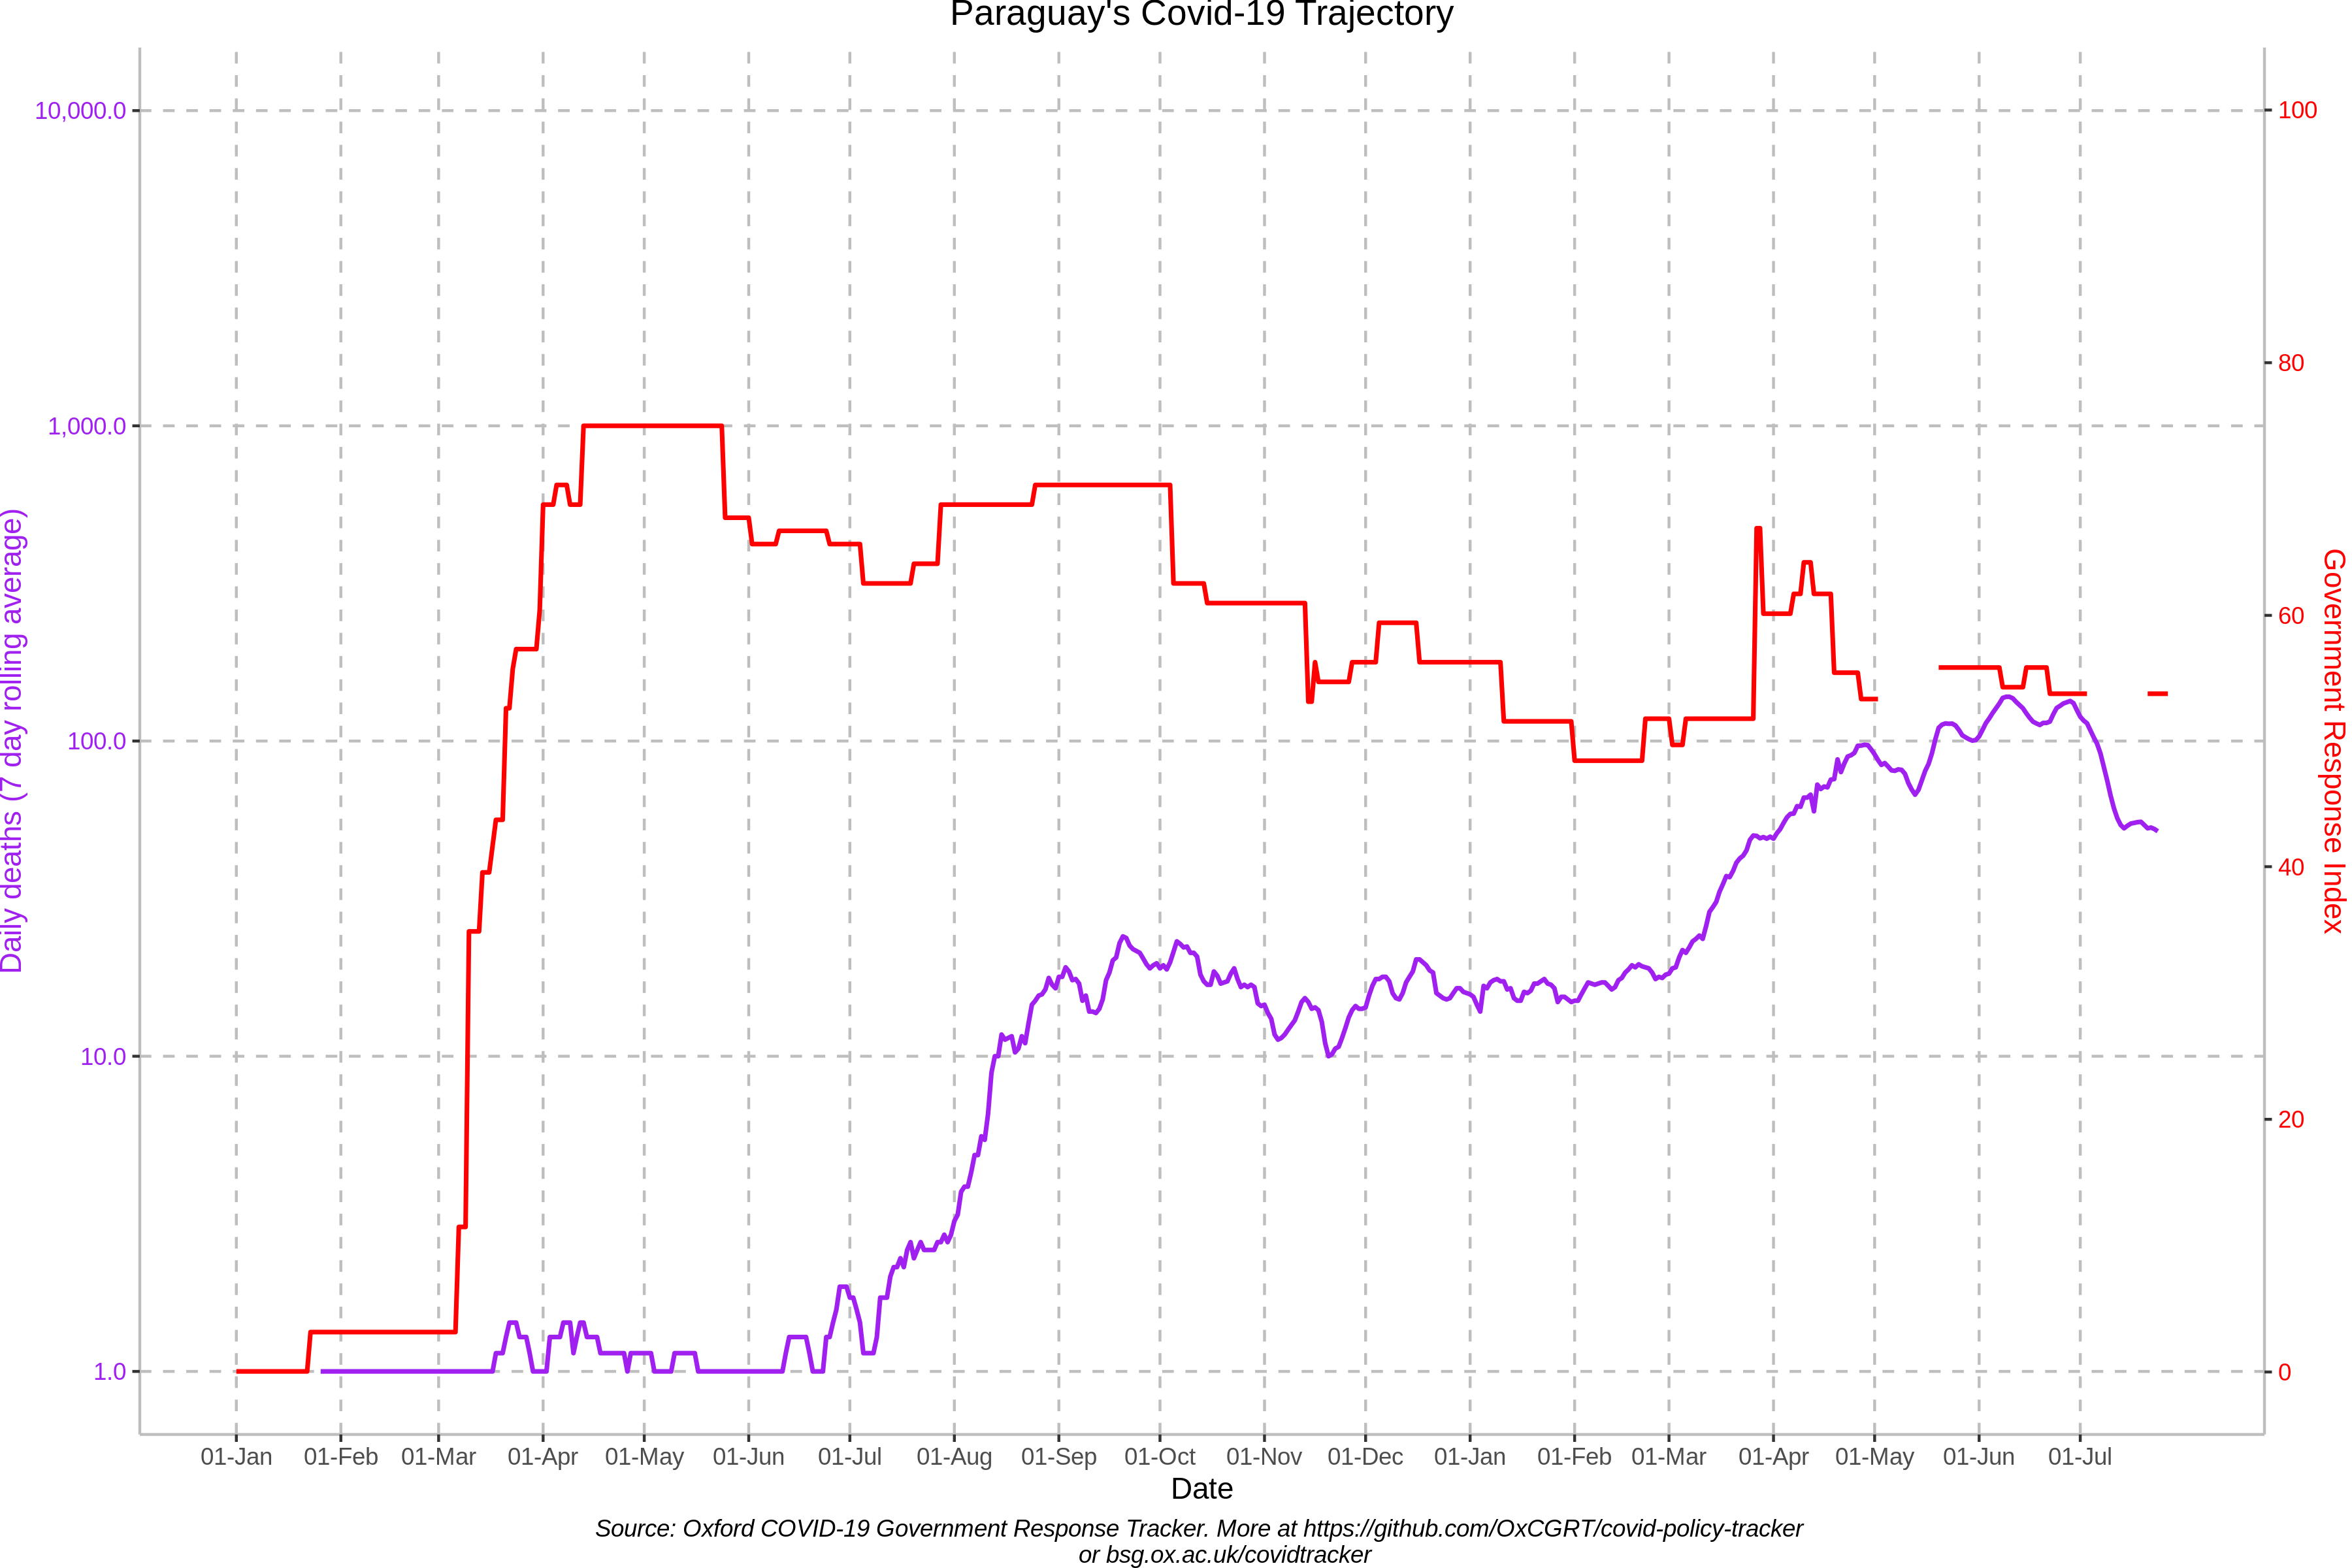 Paraguay's Covid-19 Trajectory
10,000.0
1,000.0
100.0
10.0
1.0
Daily deaths (7 day rolling average)
100
80
60
40
20
0
Government Response Index
01-Jan 01-Feb 01-Mar 01-Apr 01-May 01-Jun 01-Jul 01-Aug 01-Sep 01-Oct 01-Nov 01-Dec 01-Jan 01-Feb 01-Mar 01-Apr 01-May 01-Jun 01-Jul
Date
Source: Oxford COVID-19 Government Response Tracker. More at https://github.com/OxCGRT/covid-policy-tracker
or bsg.ox.ac.uk/covidtracker